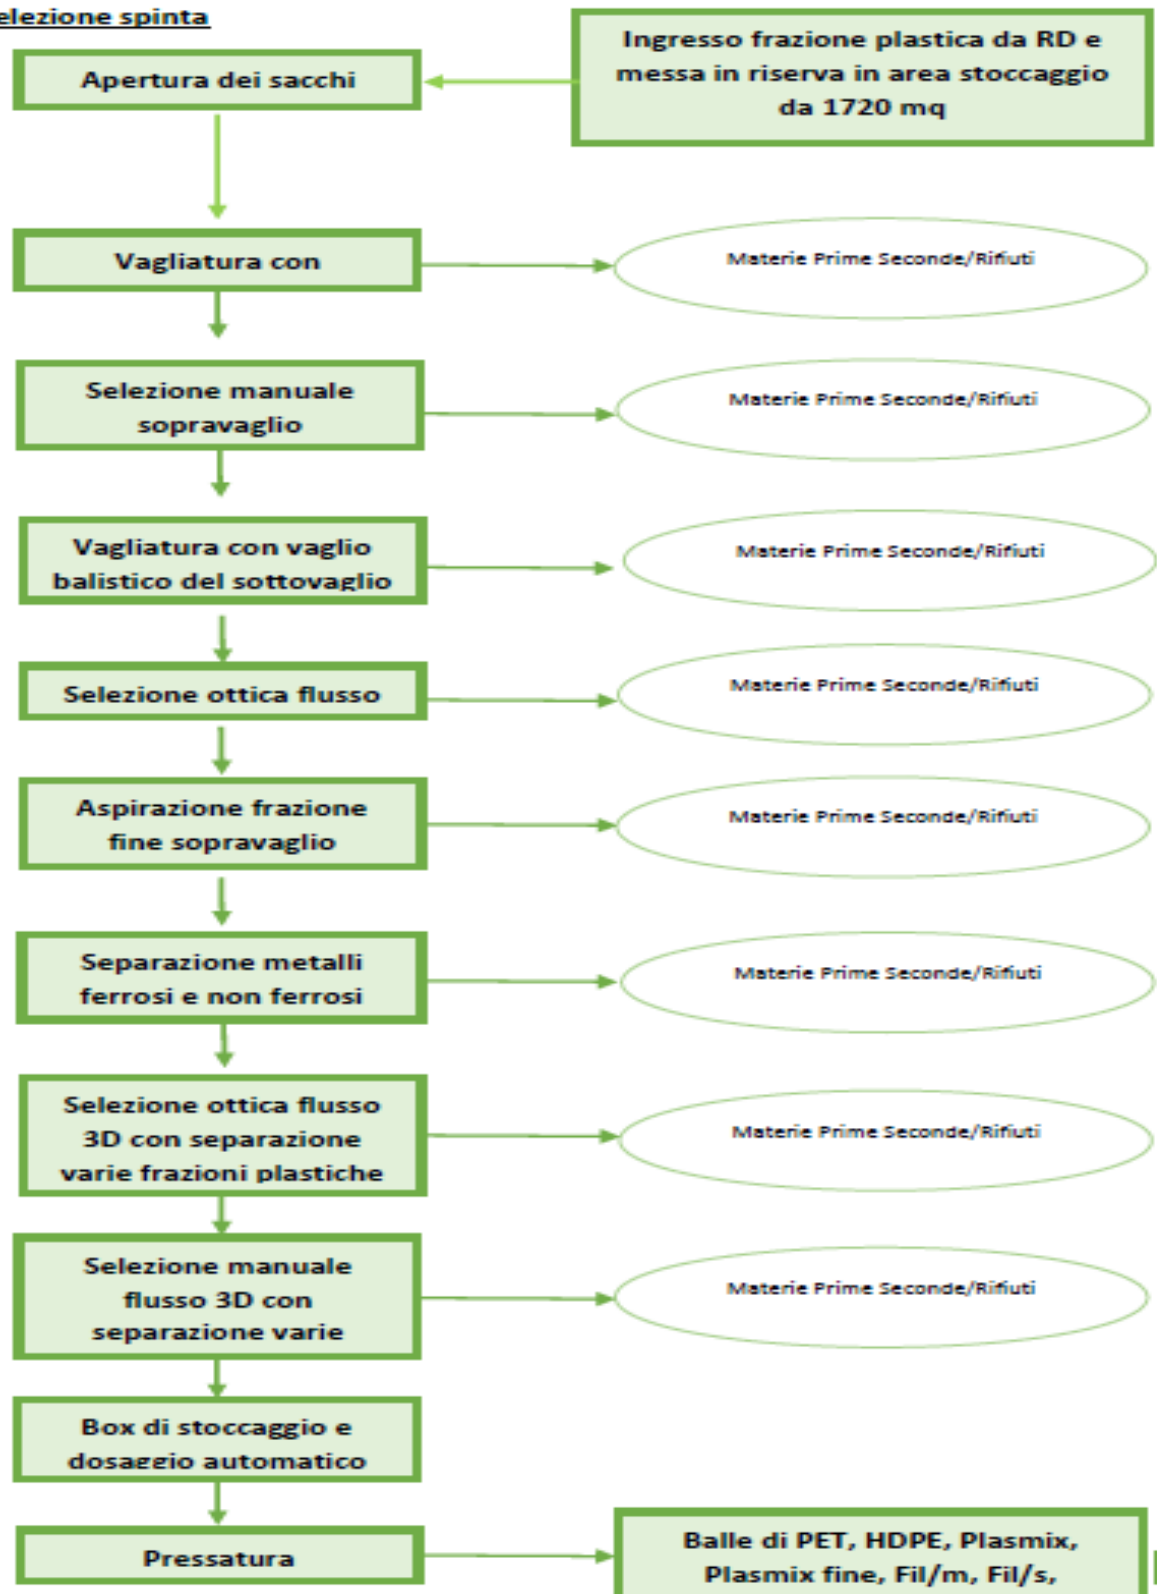 elezione spinta
Ingresso frazione plastica da RD e
messa in riserva in area stoccaggio
da 1720 mq
Apertura dei sacchi
Vagliatura con
Materie Prime Seconde/Rifiuti
Selezione manuale
sopravaglio
Materie Prime Seconde/Rifiuti
Vagliatura con vaglio
balistico del sottovaglio
Materie Prime Seconde/Rifiuti
Selezione ottica flusso
Materie Prime Seconde/Rifiuti
Aspirazione frazione
fine sopravaglio
Materie Prime Seconde/Rifiuti
Separazione metalli
ferrosi e non ferrosi
Materie Prime Seconde/Rifiuti
Selezione ottica flusso
3D con separazione
varie frazioni plastiche
Materie Prime Seconde/Rifiuti
Selezione manuale
flusso 3D con
separazione varie
Materie Prime Seconde/Rifiuti
Box di stoccaggio e
dosaggio automatico
Pressatura
Balle di PET, HDPE, Plasmix,
Plasmix fine, Fil/m, Fil/s,